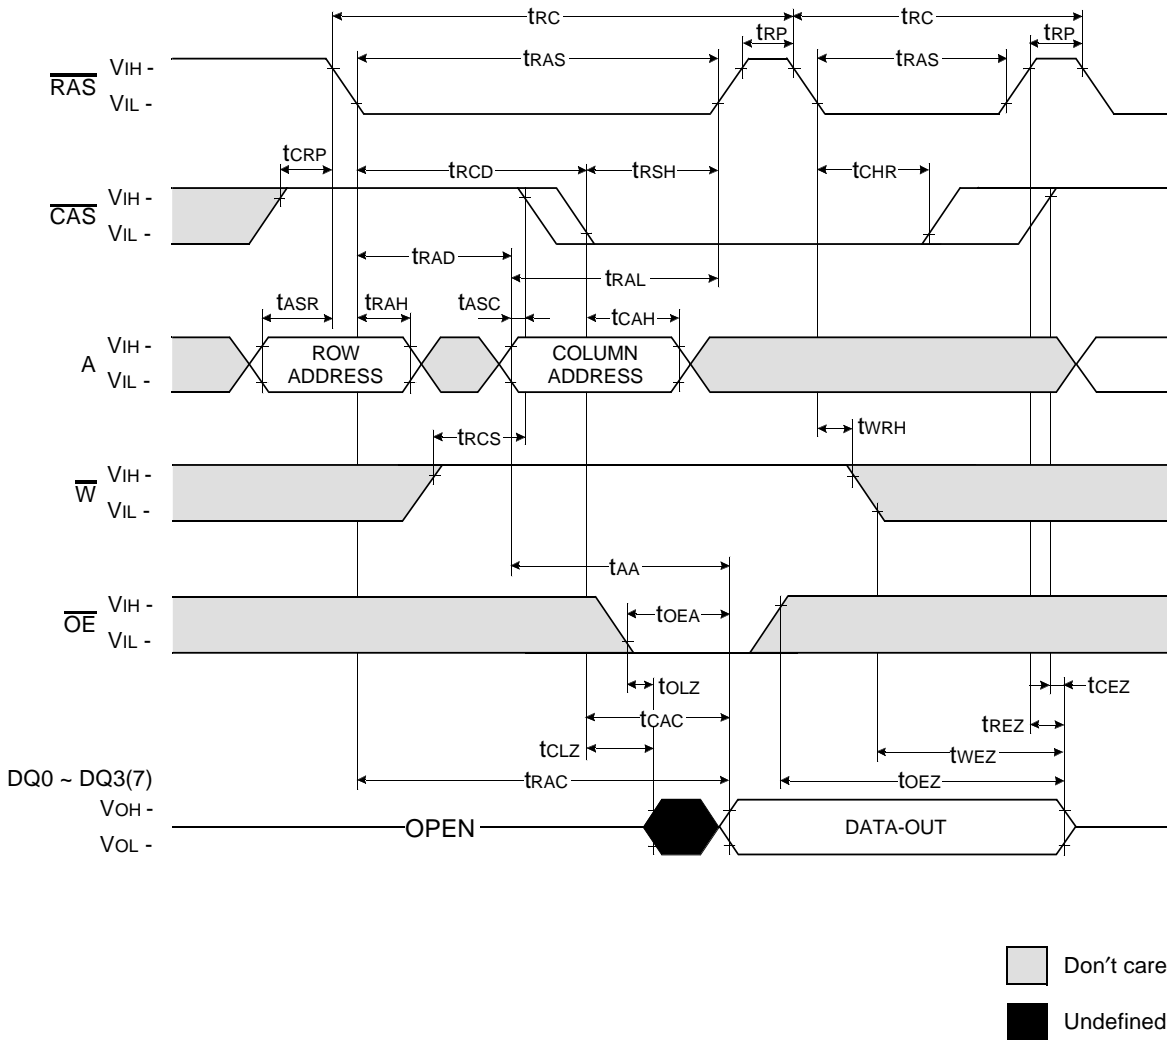 tRC tRC
tRP tRP
tRAS tRAS
RAS VIH -
VIL -
tCRP tRCD tRSH tCHR
CAS VIH -
VIL -
tRAD tRAL
tASR tRAH tASC tCAH
A VIH -
VIL -
ROW
ADDRESS
COLUMN
ADDRESS
tRCS tWRH
W VIH -
VIL -
tAA
OE VIH -
VIL -
tOEA
tOLZ tCEZ
tCAC tREZ
tCLZ tWEZ
DQ0 ~ DQ3(7) tRAC tOEZ
VOH -
VOL -
OPEN DATA-OUT
Don′t care
Undefined